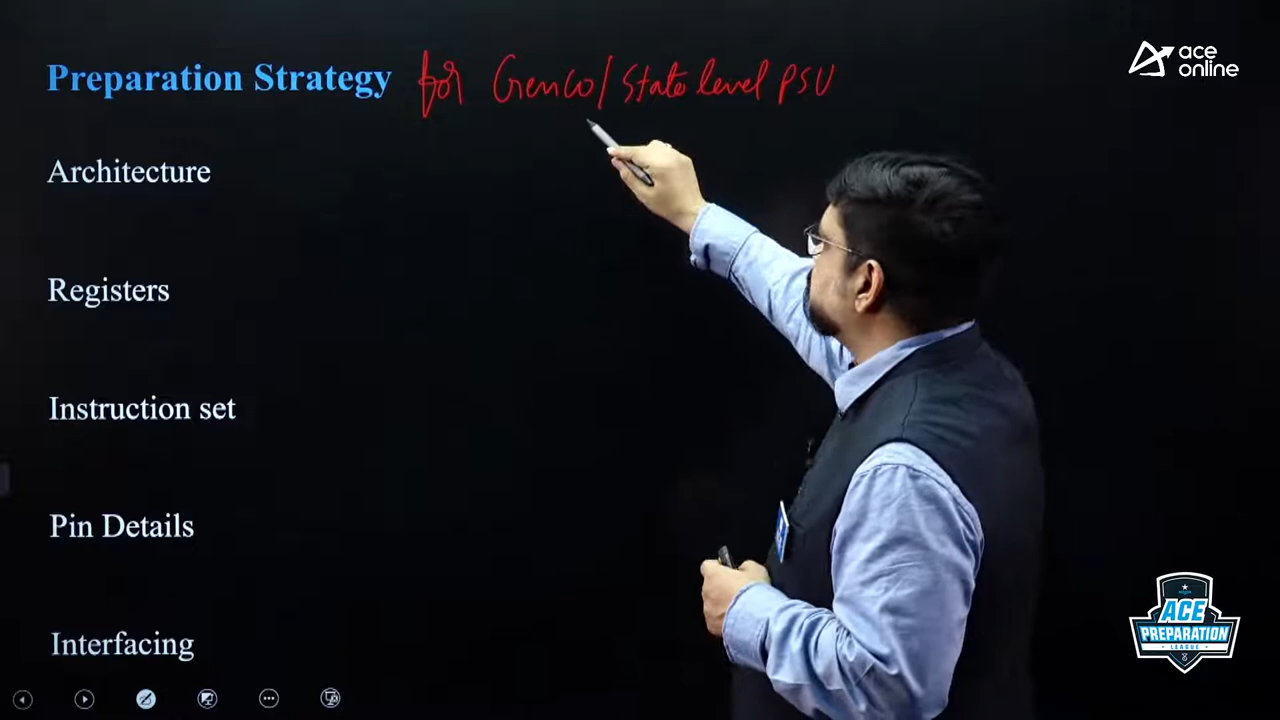 Preparation Strategy for Genco/State level PSU
ace
online
Architecture
Registers
Instruction set
Pin Details
Interfacing
ACE
PREPARATION
LEAGUE